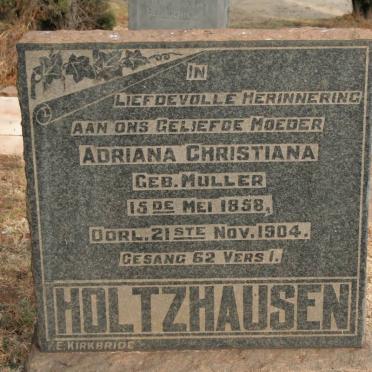 IN
LIEFDEVOLLE HERINNERING
AAN ONS GELIEFDE MOEDER
ADRIANA CHRISTIANA
GEB. MULLER
15DE MEI 1858,
OORL. 21STE NOV. 1904.
GESANG 62 VERS 1.
HOLTZHAUSEN
E. KIRKBRIDE